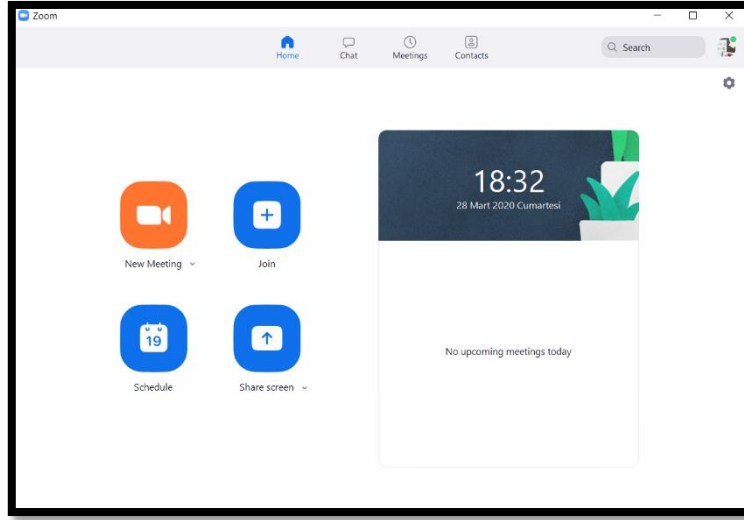 Zoom
Home Chat Meetings Contacts
Search
18:32
28 Mart 2020 Cumartesi
New Meeting Join
19
Schedule Share screen
No upcoming meetings today